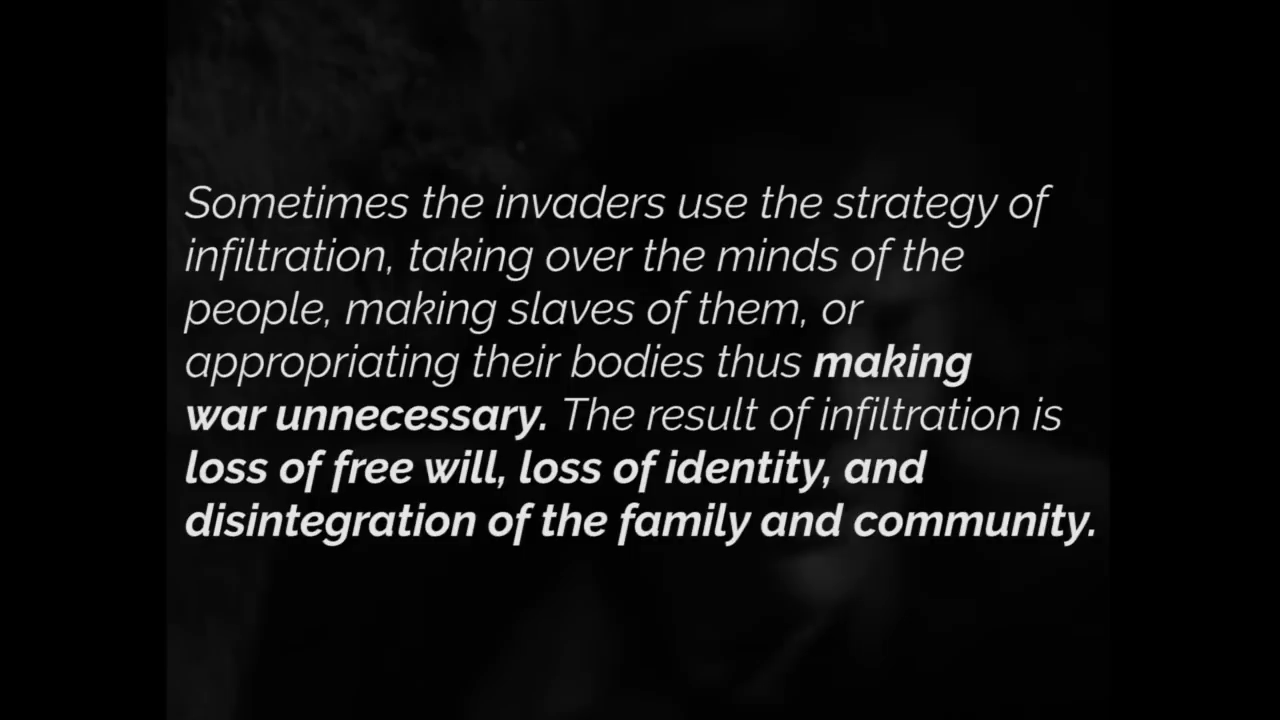 Sometimes the invaders use the strategy of
infiltration, taking over the minds of the
people, making slaves of them, or
appropriating their bodies thus making
war unnecessary. The result of infiltration is
loss of free will, loss of identity, and
disintegration of the family and community.